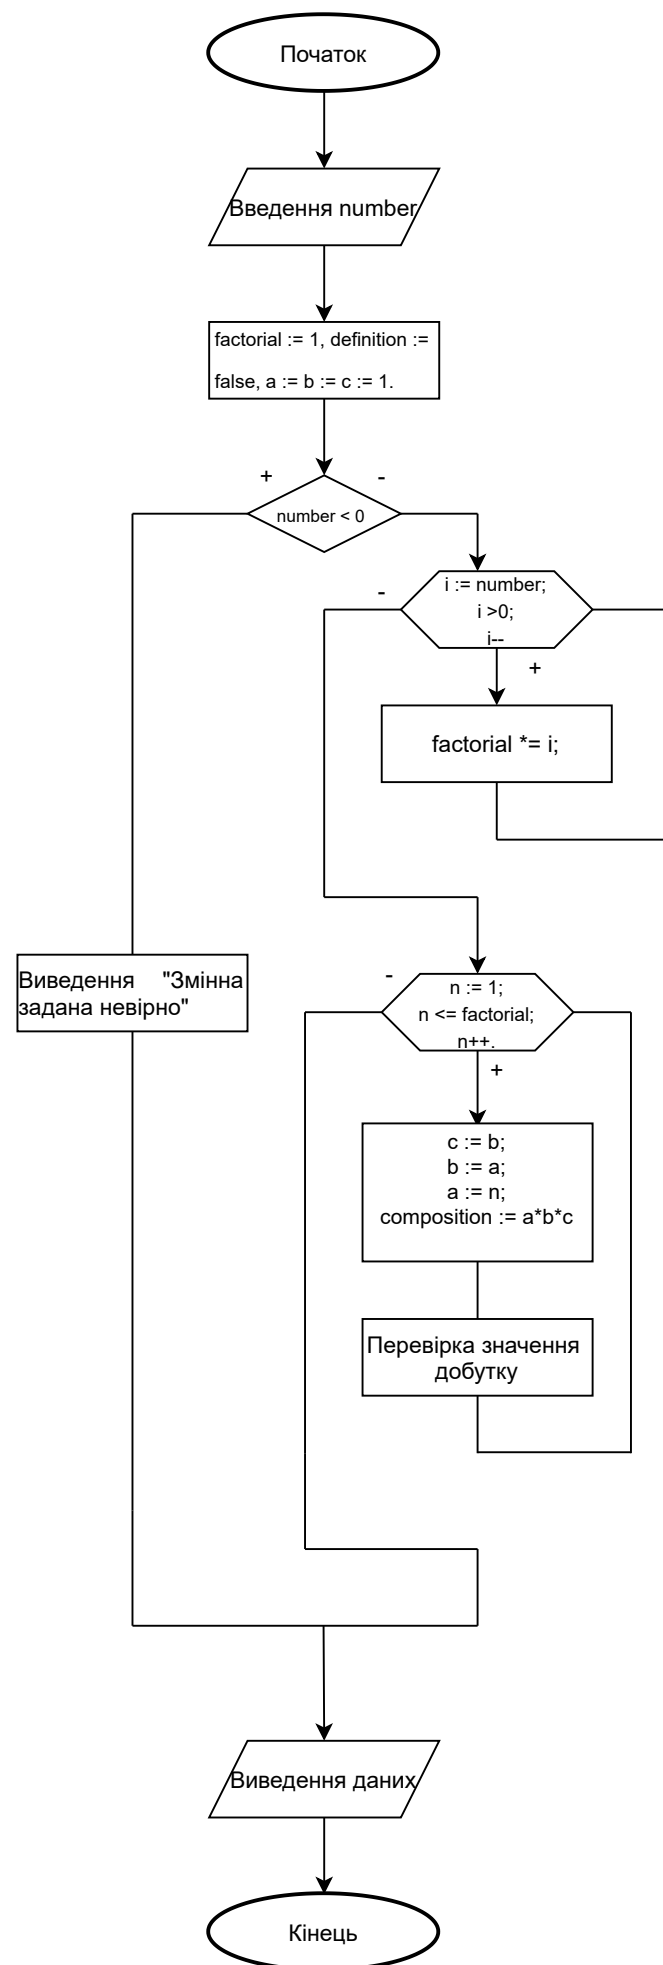 Початок
Введення number
factorial := 1, definition :=
false, a := b := c := 1.
+
-
number < 0
i := number;
i >0;
i--
-
+
factorial *= i;
Виведення "Змінна
задана невірно"
-
n := 1;
n <= factorial;
n++.
+
c := b;
b := a;
a := n;
composition := a*b*c
Перевірка значення
добутку
Виведення даних
Кінець